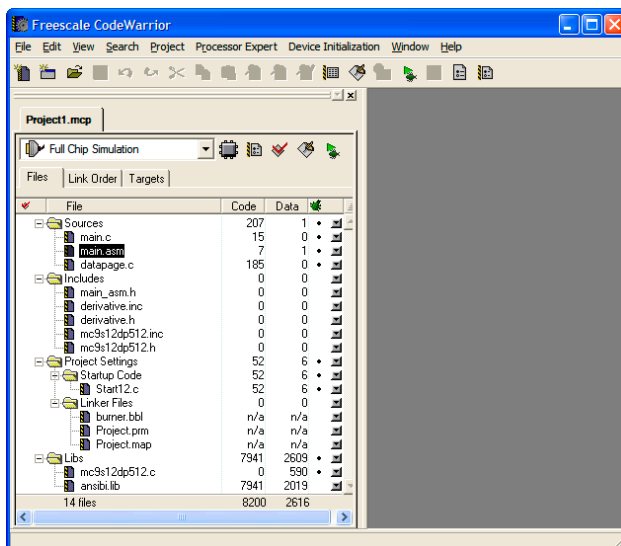 Freescale CodeWarrior
File Edit View Search Project Processor Expert Device Initialization Window Help
Project1.mcp
Full Chip Simulation
Files Link Order Targets
File Code Data
Sources 207 1
main.c 15 0
main.asm 7 1
datapage.c 185 0
Includes 0 0
main_asm.h 0 0
derivative.inc 0 0
derivative.h 0 0
mc9s12dp512.inc 0 0
mc9s12dp512.h 0 0
Project Settings 52 6
Startup Code 52 6
Start12.c 52 6
Linker Files 0 0
burner.bbl n/a n/a
Project.prm n/a n/a
Project.map n/a n/a
Libs 7941 2609
mc9s12dp512.c 0 590
ansibi.lib 7941 2019
14 files 8200 2616